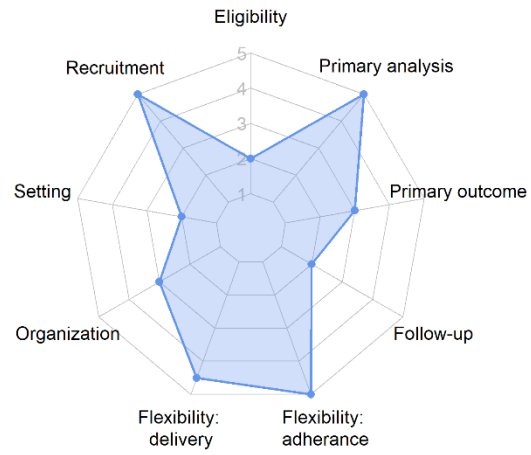 Eligibility
Recruitment
Primary analysis
5
4
3
2
1
Setting
Primary outcome
Organization
Follow-up
Flexibility:
delivery
Flexibility:
adherance